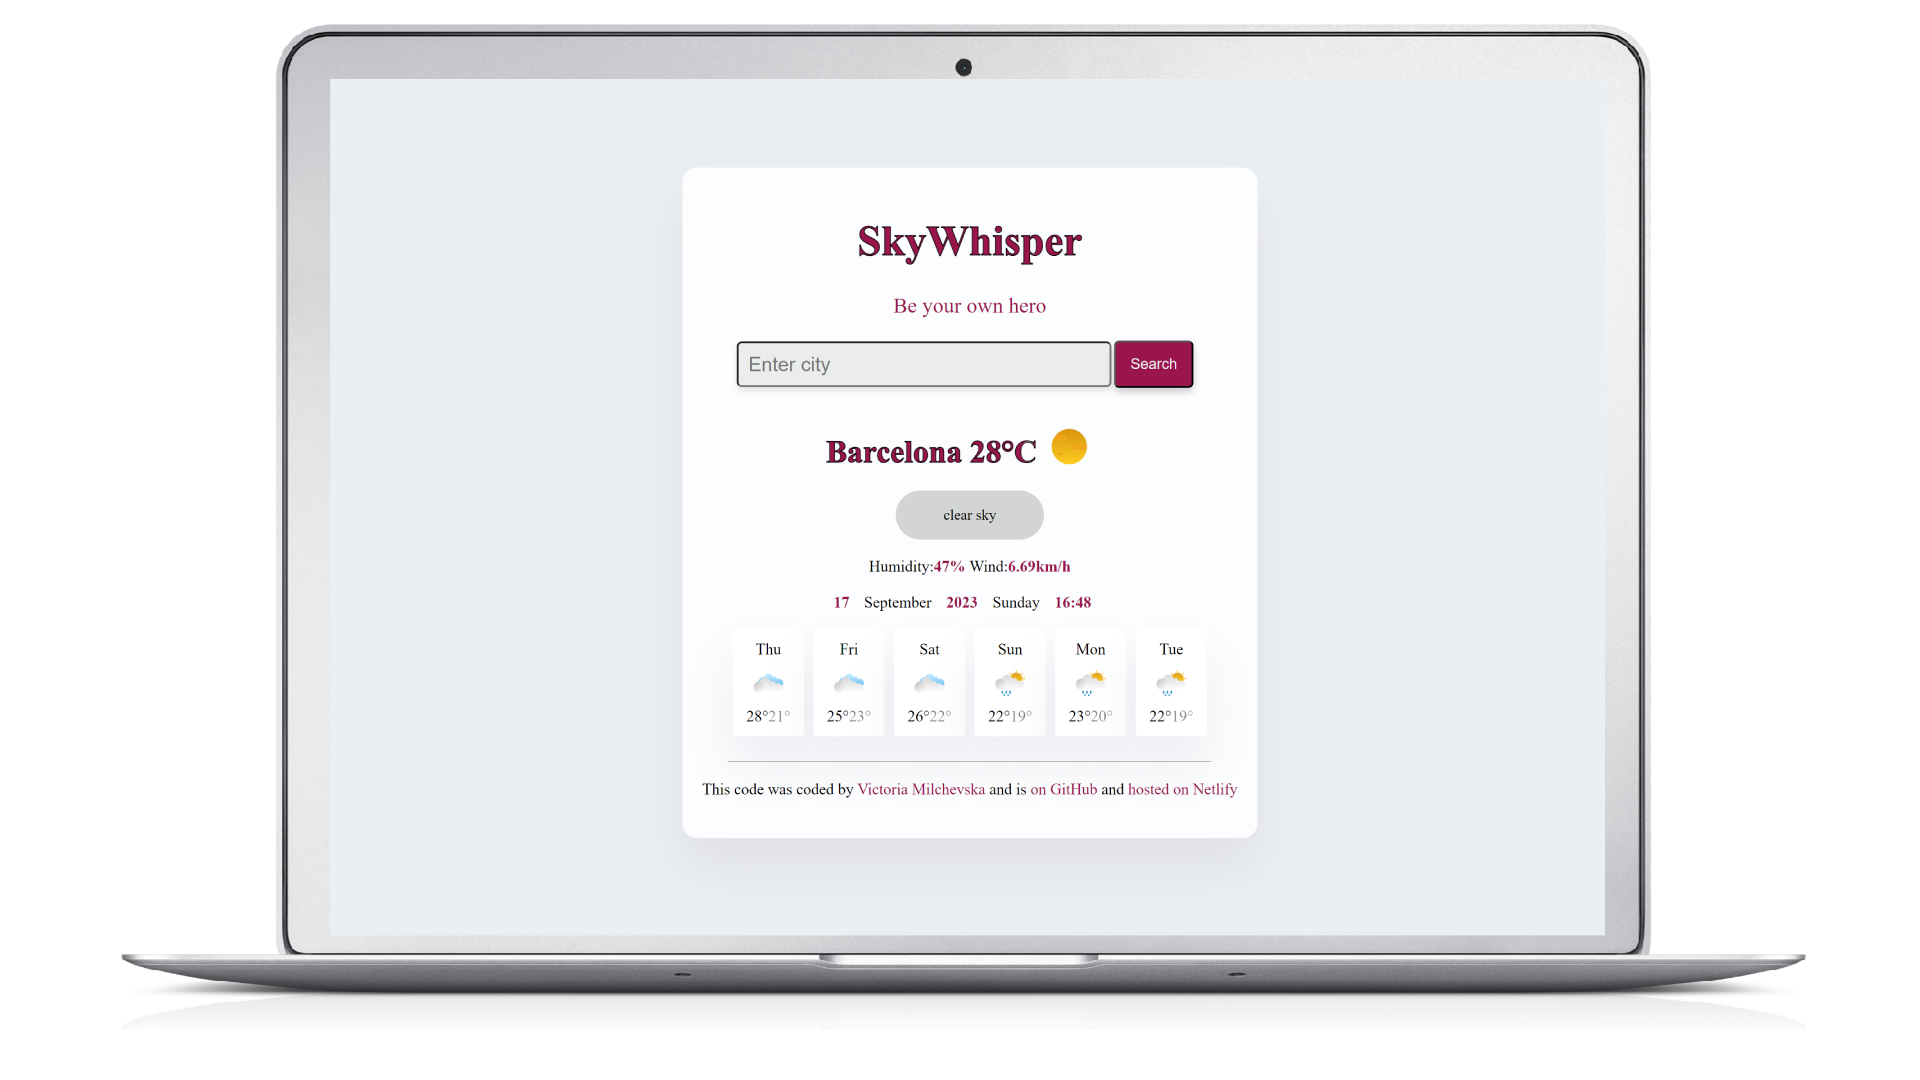 SkyWhisper
Be your own hero
Enter city Search
Barcelona 28°C
clear sky
Humidity:47% Wind:6.69km/h
17 September 2023 Sunday 16:48
Thu Fri Sat Sun Mon Tue
28°21° 25°23° 26°22° 22°19° 23°20° 22°19°
This code was coded by Victoria Milchevska and is on GitHub and hosted on Netlify